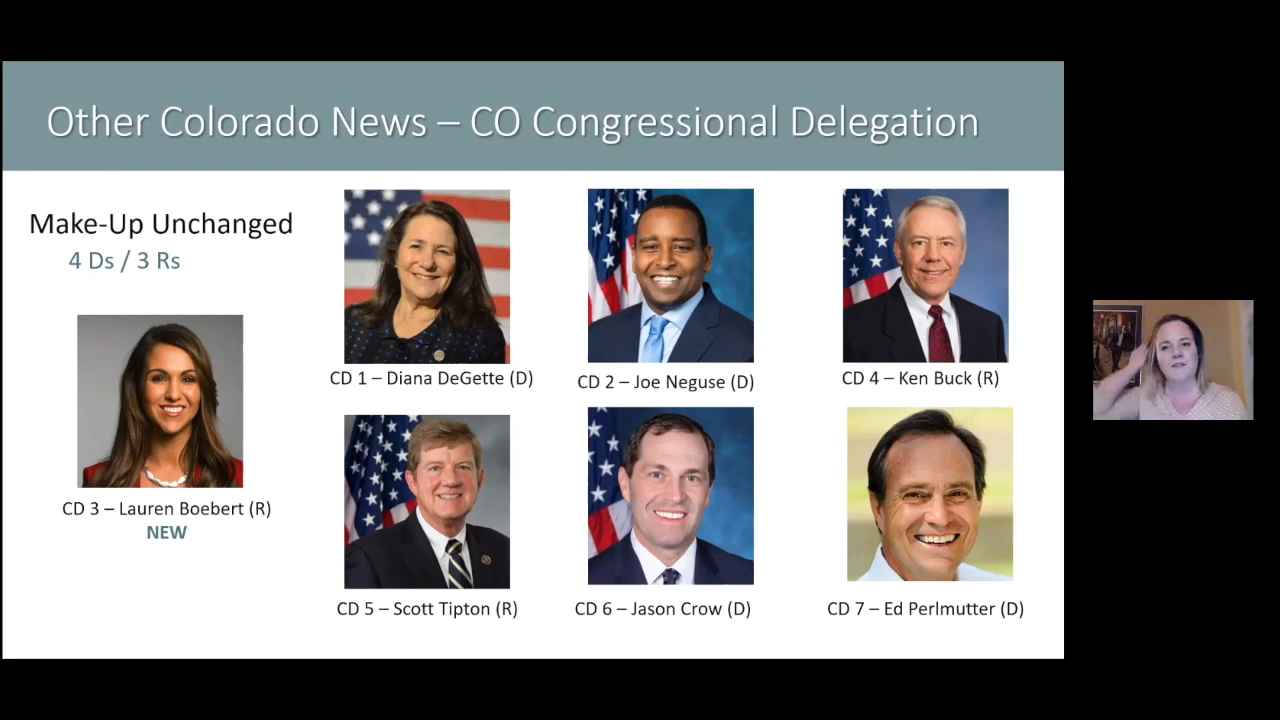 Other Colorado News – CO Congressional Delegation
Make-Up Unchanged
4 Ds / 3 Rs
CD 1 – Diana DeGette (D)
CD 2 – Joe Neguse (D)
CD 4 – Ken Buck (R)
CD 3 – Lauren Boebert (R)
NEW
CD 5 – Scott Tipton (R)
CD 6 – Jason Crow (D)
CD 7 – Ed Perlmutter (D)